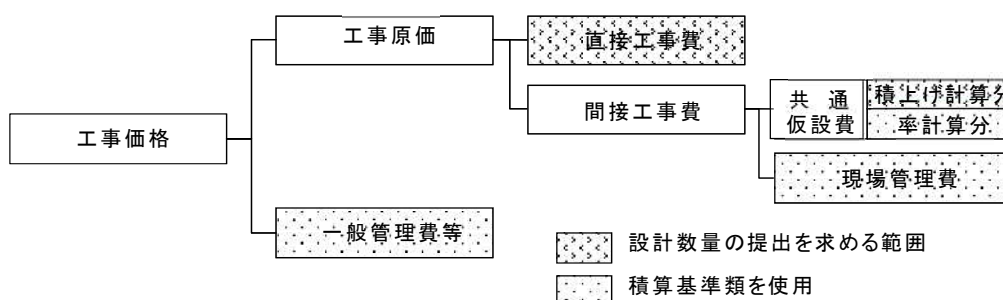 工事原価
直接工事費
間接工事費
共通
仮設費
積上げ計算分
率計算分
現場管理費
工事価格
一般管理費等
設計数量の提出を求める範囲
積算基準類を使用